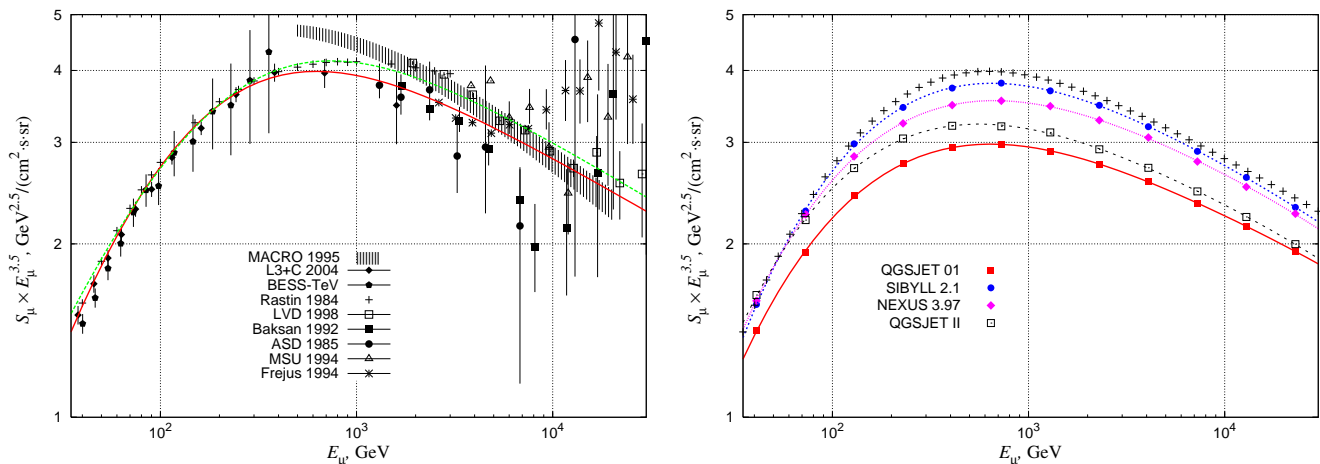 5
4
3
2
1
S_μ × E_μ^3.5, GeV^2.5/(cm^2·s·sr)
MACRO 1995
L3+C 2004
BESS-TeV
Rastin 1984
LVD 1998
Baksan 1992
ASD 1985
MSU 1994
Frejus 1994
10^2
10^3
10^4
E_μ, GeV
5
4
3
2
1
S_μ × E_μ^3.5, GeV^2.5/(cm^2·s·sr)
QGSJET 01
SIBYLL 2.1
NEXUS 3.97
QGSJET II
10^2
10^3
10^4
E_μ, GeV